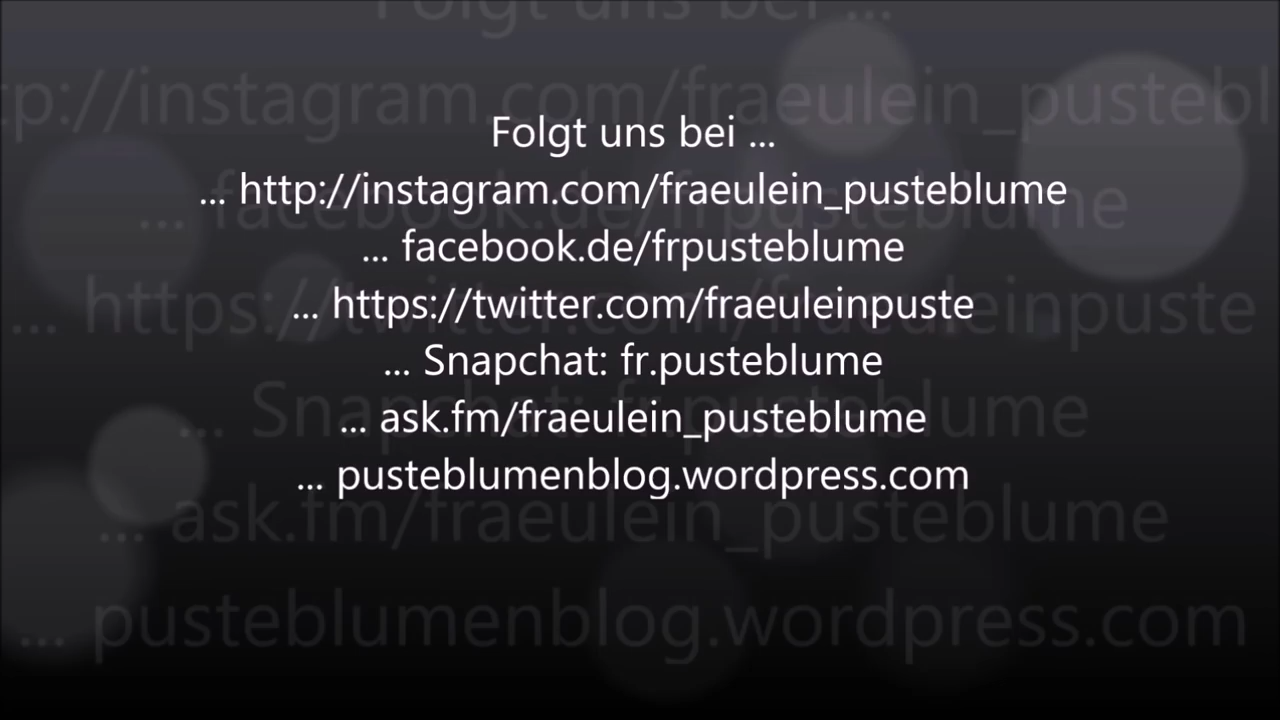 Folgt uns bei ...
... http://instagram.com/fraeulein_pusteblume
... facebook.de/frpusteblume
... https://twitter.com/fraeuleinpuste
... Snapchat: fr.pusteblume
... ask.fm/fraeulein_pusteblume
... pusteblumenblog.wordpress.com